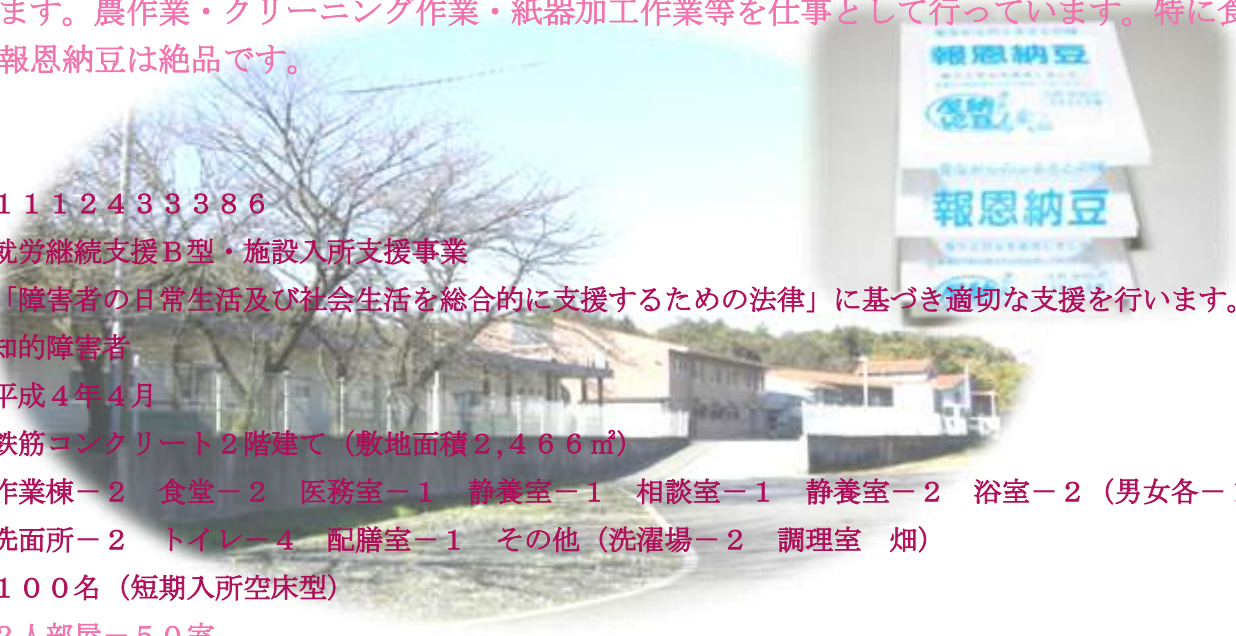 ます。農作業・クリーニング作業・紙器加工作業等を仕事として行っています。特に食
報恩納豆は絶品です。
報恩納豆
報恩納豆
１１１２４３３３８６
就労継続支援Ｂ型・施設入所支援事業
「障害者の日常生活及び社会生活を総合的に支援するための法律」に基づき適切な支援を行います。
知的障害者
平成４年４月
鉄筋コンクリート２階建て（敷地面積２,４６６㎡）
作業棟－２　食堂－２　医務室－１　静養室－１　相談室－１　静養室－２　浴室－２（男女各－１
洗面所－２　トイレ－４　配膳室－１　その他（洗濯場－２　調理室　畑）
１００名（短期入所空床型）
２人部屋－５０室